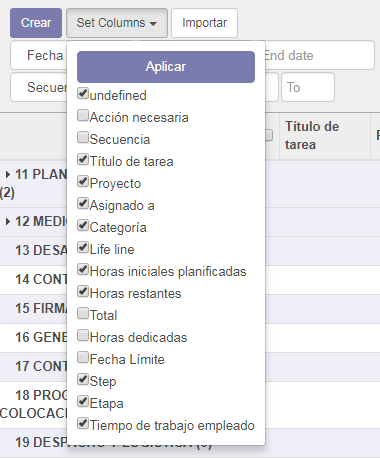 Crear Set Columns Importar
Fecha End date
Aplicar
Secue To
undefined
Acción necesaria
Secuencia
Título de
tarea
Título de tarea
Proyecto
Asignado a
Categoría
Life line
Horas iniciales planificadas
Horas restantes
Total
Horas dedicadas
Fecha Límite
Step
Etapa
Tiempo de trabajo empleado
11 PLAN
(2)
12 MEDI
13 DESA
14 CONT
15 FIRMA
16 GENE
17 CONT
18 PROG
COLOCAC
19 DESPACHO Y LOGISTICA (0)